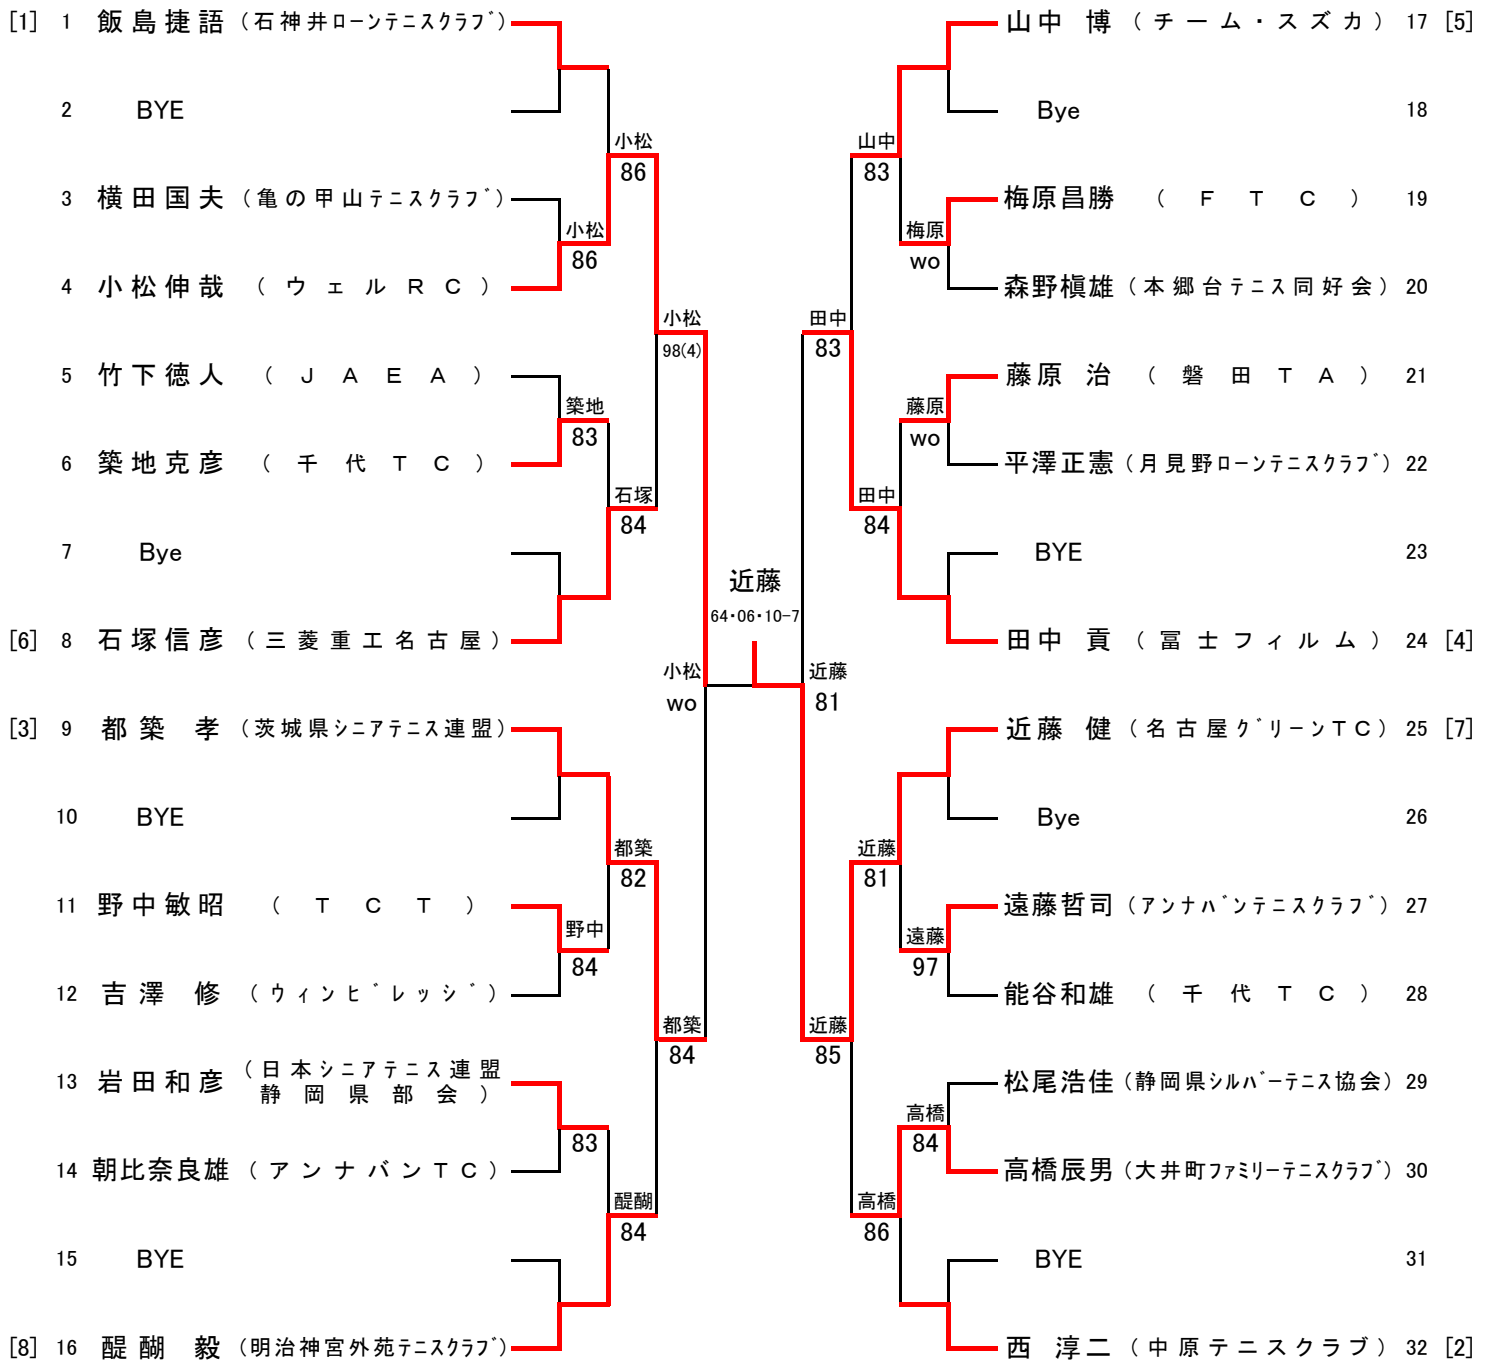 [1] 1 飯島捷語 (石神井ローンテニスクラブ)
2 BYE
3 横田国夫 (亀の甲山テニスクラブ)
4 小松伸哉 (ウェルRC)
5 竹下徳人 (JAEA)
6 築地克彦 (千代TC)
7 Bye
[6] 8 石塚信彦 (三菱重工名古屋)
[3] 9 都築 孝 (茨城県シニアテニス連盟)
10 BYE
11 野中敏昭 (TCT)
12 吉澤 修 (ウィンビレッジ)
13 岩田和彦 (日本シニアテニス連盟
静岡県部会)
14 朝比奈良雄 (アンナバンTC)
15 BYE
[8] 16 醍醐 毅 (明治神宮外苑テニスクラブ)
小松
86
築地
83
野中
84
83
小松
86
石塚
84
都築
82
醍醐
84
小松
98(4)
都築
84
小松
wo
近藤
64・06・10-7
近藤
81
田中
83
近藤
85
山中
83
田中
84
近藤
81
高橋
86
梅原
wo
藤原
wo
遠藤
97
高橋
84
山中 博 (チーム・スズカ) 17 [5]
Bye 18
梅原昌勝 (FTC) 19
森野槇雄 (本郷台テニス同好会) 20
藤原 治 (磐田TA) 21
平澤正憲 (月見野ローンテニスクラブ) 22
BYE 23
田中 貢 (冨士フィルム) 24 [4]
近藤 健 (名古屋グリーンTC) 25 [7]
Bye 26
遠藤哲司 (アンナバンテニスクラブ) 27
能谷和雄 (千代TC) 28
松尾浩佳 (静岡県シルバーテニス協会) 29
高橋辰男 (大井町ファミリーテニスクラブ) 30
BYE 31
西 淳二 (中原テニスクラブ) 32 [2]